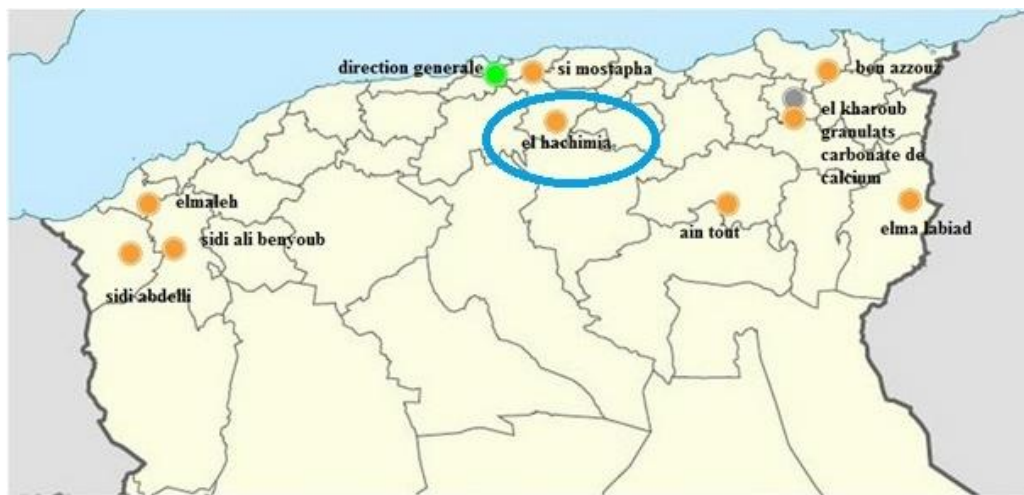 direction generale
si mostapha
ben azzouz
el kharoub
granulats
carbonate de
calcium
el hachimia
elmaleh
sidi ali benyoub
sidi abdelli
ain tout
elma labiad